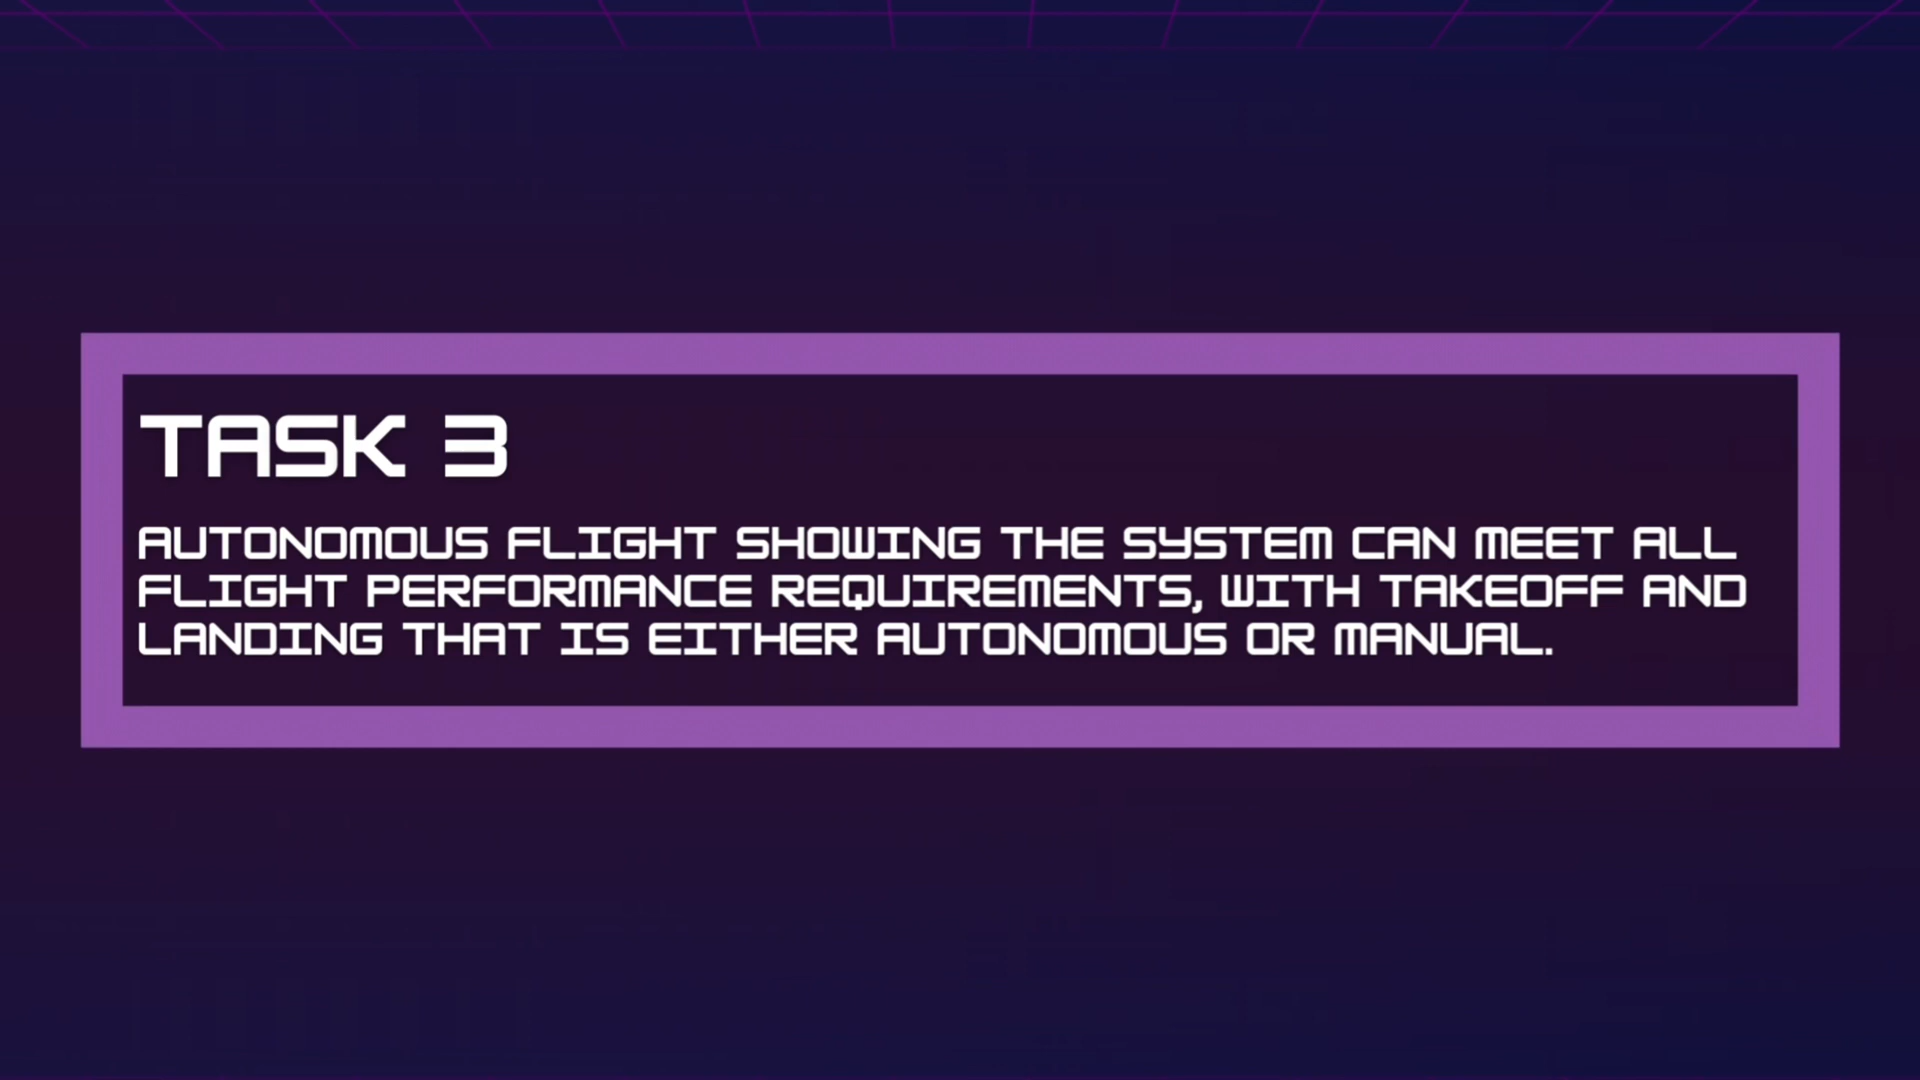 TASK 3
AUTONOMOUS FLIGHT SHOWING THE SYSTEM CAN MEET ALL
FLIGHT PERFORMANCE REQUIREMENTS, WITH TAKEOFF AND
LANDING THAT IS EITHER AUTONOMOUS OR MANUAL.